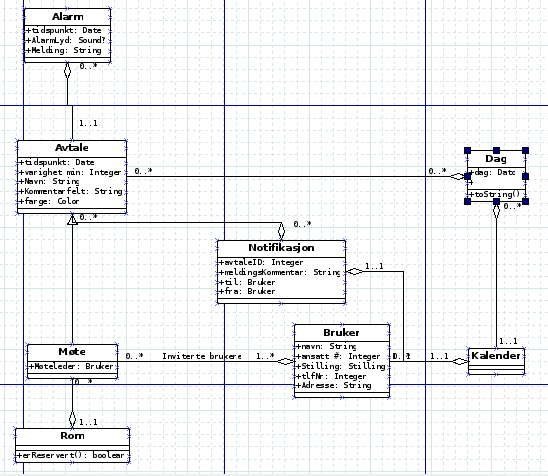 Alarm
+tidspunkt: Date
+AlarmLyd: Sound?
+Melding: String
0..*
1..1
Avtale
+tidspunkt: Date
+varighet min: Integer
+Navn: String
+Kommentarfelt: String
+farge: Color
0..*
0..*
Dag
+dag: Date
+
+toString()
0..*
0..*
0..*
Notifikasjon
+avtaleID: Integer
+meldingsKommentar: String
+til: Bruker
+fra: Bruker
1..1
Bruker
+navn: String
+ansatt #: Integer
+Stilling: Stilling
+tlfNr: Integer
+Adresse: String
1..1
Kalender
1..1
Møte
+Møteleder: Bruker
0..*
Inviterte brukere
1..*
0..*
1..1
Rom
+erReservert(): boolean